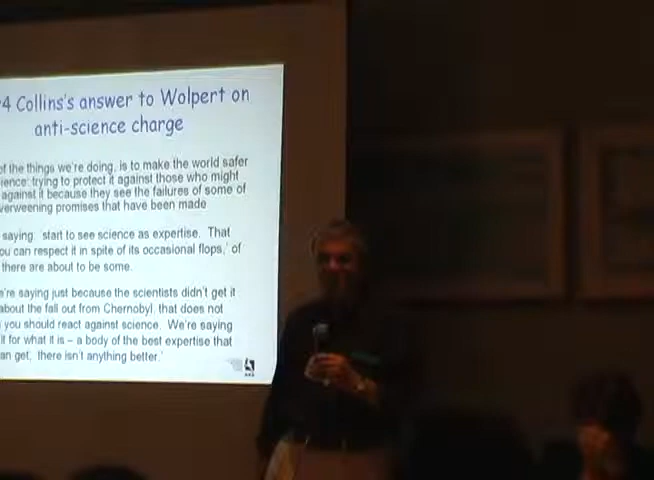 4 Collins's answer to Wolpert on
anti-science charge
of the things we're doing, is to make the world safer
ience: trying to protect it against those who might
against it because they see the failures of some of
verweening promises that have been made
saying: 'start to see science as expertise. That
ou can respect it in spite of its occasional flops,' of
there are about to be some.
're saying just because the scientists didn't get it
about the fall out from Chernobyl, that does not
you should react against science. We're saying
it for what it is – a body of the best expertise that
an get, there isn't anything better.'